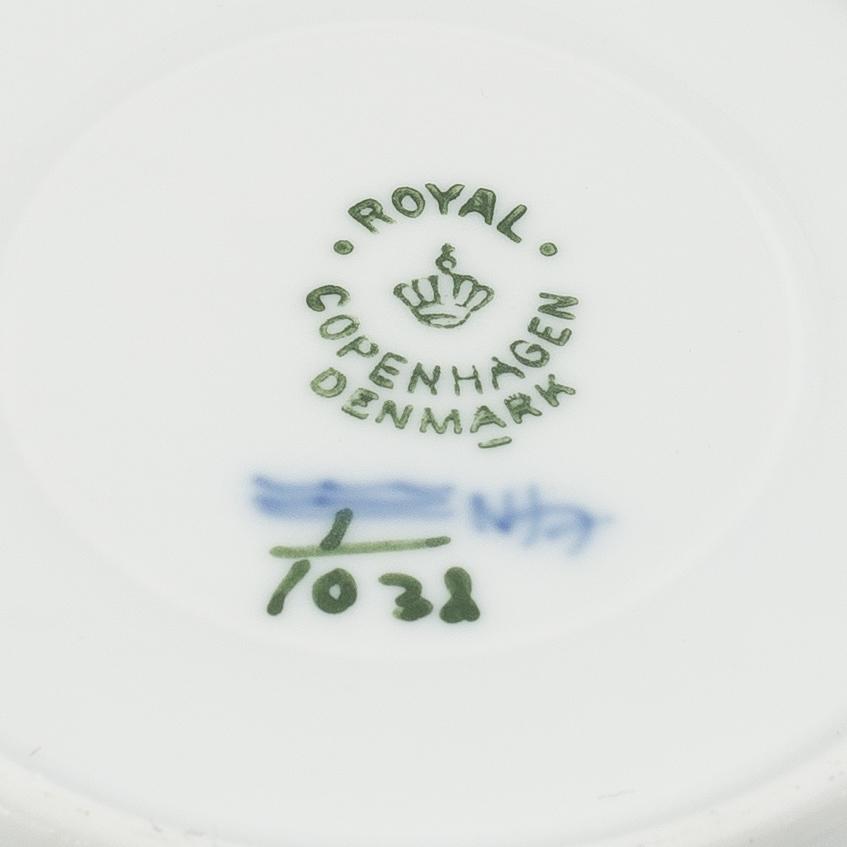 ROYAL
COPENHAGEN
DENMARK
1
1038